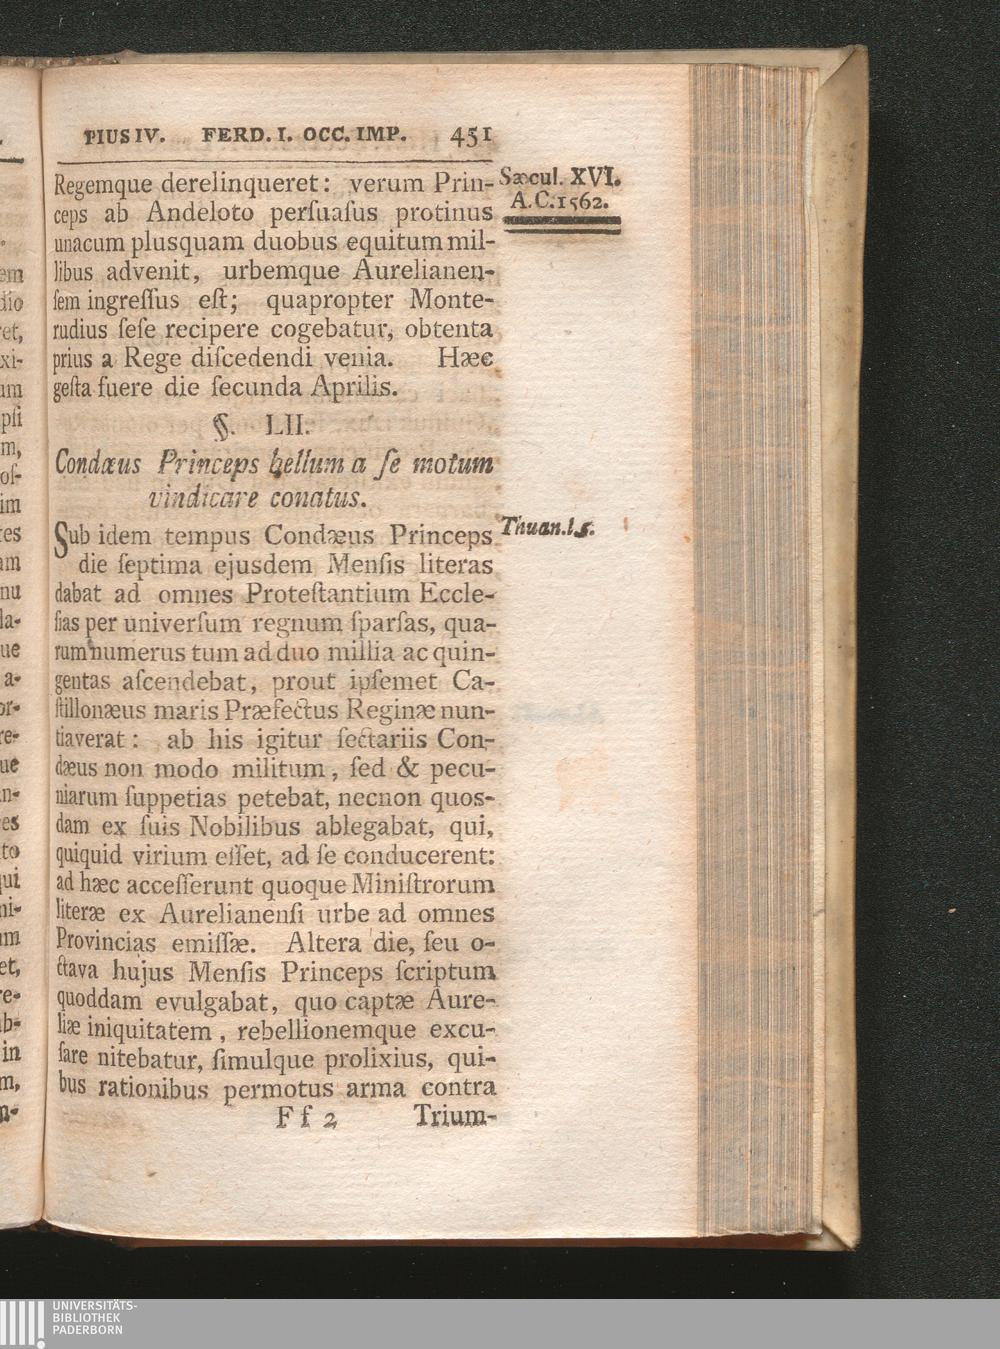 PIUS IV. FERD. I. OCC. IMP. 451
Sæcul. XVI.
A.C. 1562.
Regemque derelinqueret: verum Prin-
ceps ab Andeloto perſuaſus protinus
unacum plusquam duobus equitum mil-
libus advenit, urbemque Aurelianen-
ſem ingreſſus eſt; quapropter Monte-
rudius ſeſe recipere cogebatur, obtenta
prius a Rege diſcedendi venia. Hæc
geſta fuere die ſecunda Aprilis.
§. LII.
Condæus Princeps bellum a ſe motum
vindicare conatus.
Thuan. l.
Sub idem tempus Condæus Princeps
die ſeptima ejusdem Menſis literas
dabat ad omnes Proteſtantium Eccle-
ſias per univerſum regnum ſparſas, qua-
rum numerus tum ad duo millia ac quin-
gentas aſcendebat, prout ipſemet Ca-
ſtillonæus maris Præfectus Reginæ nun-
tiaverat: ab his igitur ſectariis Con-
dæus non modo militum, ſed & pecu-
niarum ſuppetias petebat, necnon quos-
dam ex ſuis Nobilibus ablegabat, qui,
quiquid virium eſſet, ad ſe conducerent:
ad hæc acceſſerunt quoque Miniſtrorum
literæ ex Aurelianenſi urbe ad omnes
Provincias emiſſæ. Altera die, ſeu o-
ctava hujus Menſis Princeps ſcriptum
quoddam evulgabat, quo captæ Aure-
liæ iniquitatem, rebellionemque excu-
ſare nitebatur, ſimulque prolixius, qui-
bus rationibus permotus arma contra
F f 2 Trium-
UNIVERSITÄTS-
BIBLIOTHEK
PADERBORN